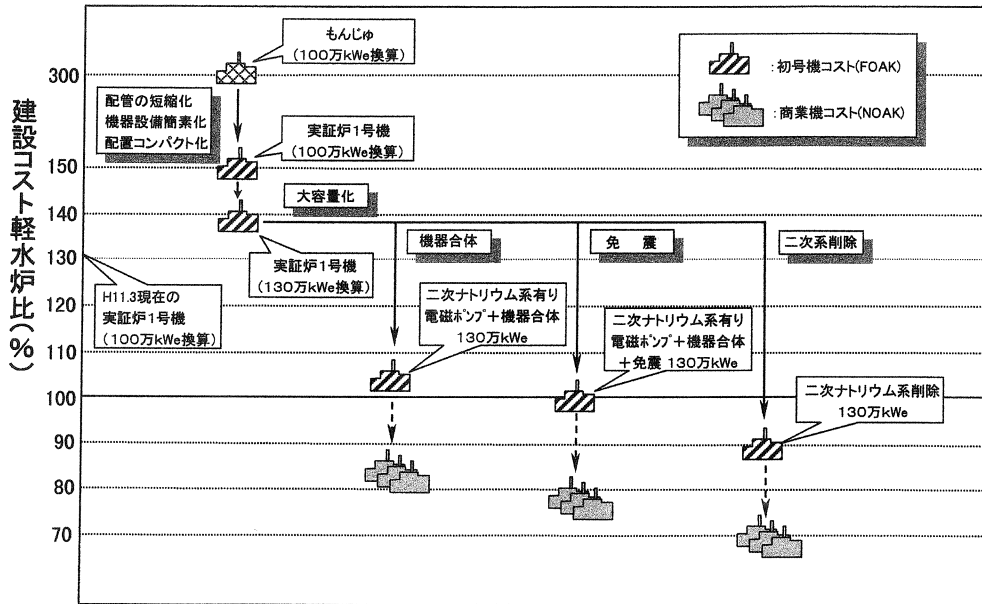 建設コスト軽水炉比(%)
300
150
140
130
120
110
100
90
80
70
もんじゅ
(100万kWe換算)
:初号機コスト(FOAK)
:商業機コスト(NOAK)
配管の短縮化
機器設備簡素化
配置コンパクト化
実証炉1号機
(100万kWe換算)
大容量化
機器合体
免 震
二次系削除
実証炉1号機
(130万kWe換算)
H11.3現在の
実証炉1号機
(100万kWe換算)
二次ナトリウム系有り
電磁ポンプ+機器合体
130万kWe
二次ナトリウム系有り
電磁ポンプ+機器合体
+免震 130万kWe
二次ナトリウム系削除
130万kWe